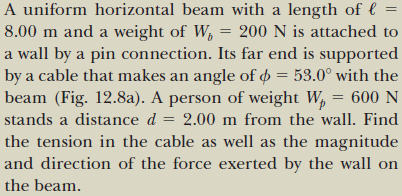 A uniform horizontal beam with a length of ℓ =
8.00 m and a weight of W_b = 200 N is attached to
a wall by a pin connection. Its far end is supported
by a cable that makes an angle of ϕ = 53.0° with the
beam (Fig. 12.8a). A person of weight W_p = 600 N
stands a distance d = 2.00 m from the wall. Find
the tension in the cable as well as the magnitude
and direction of the force exerted by the wall on
the beam.